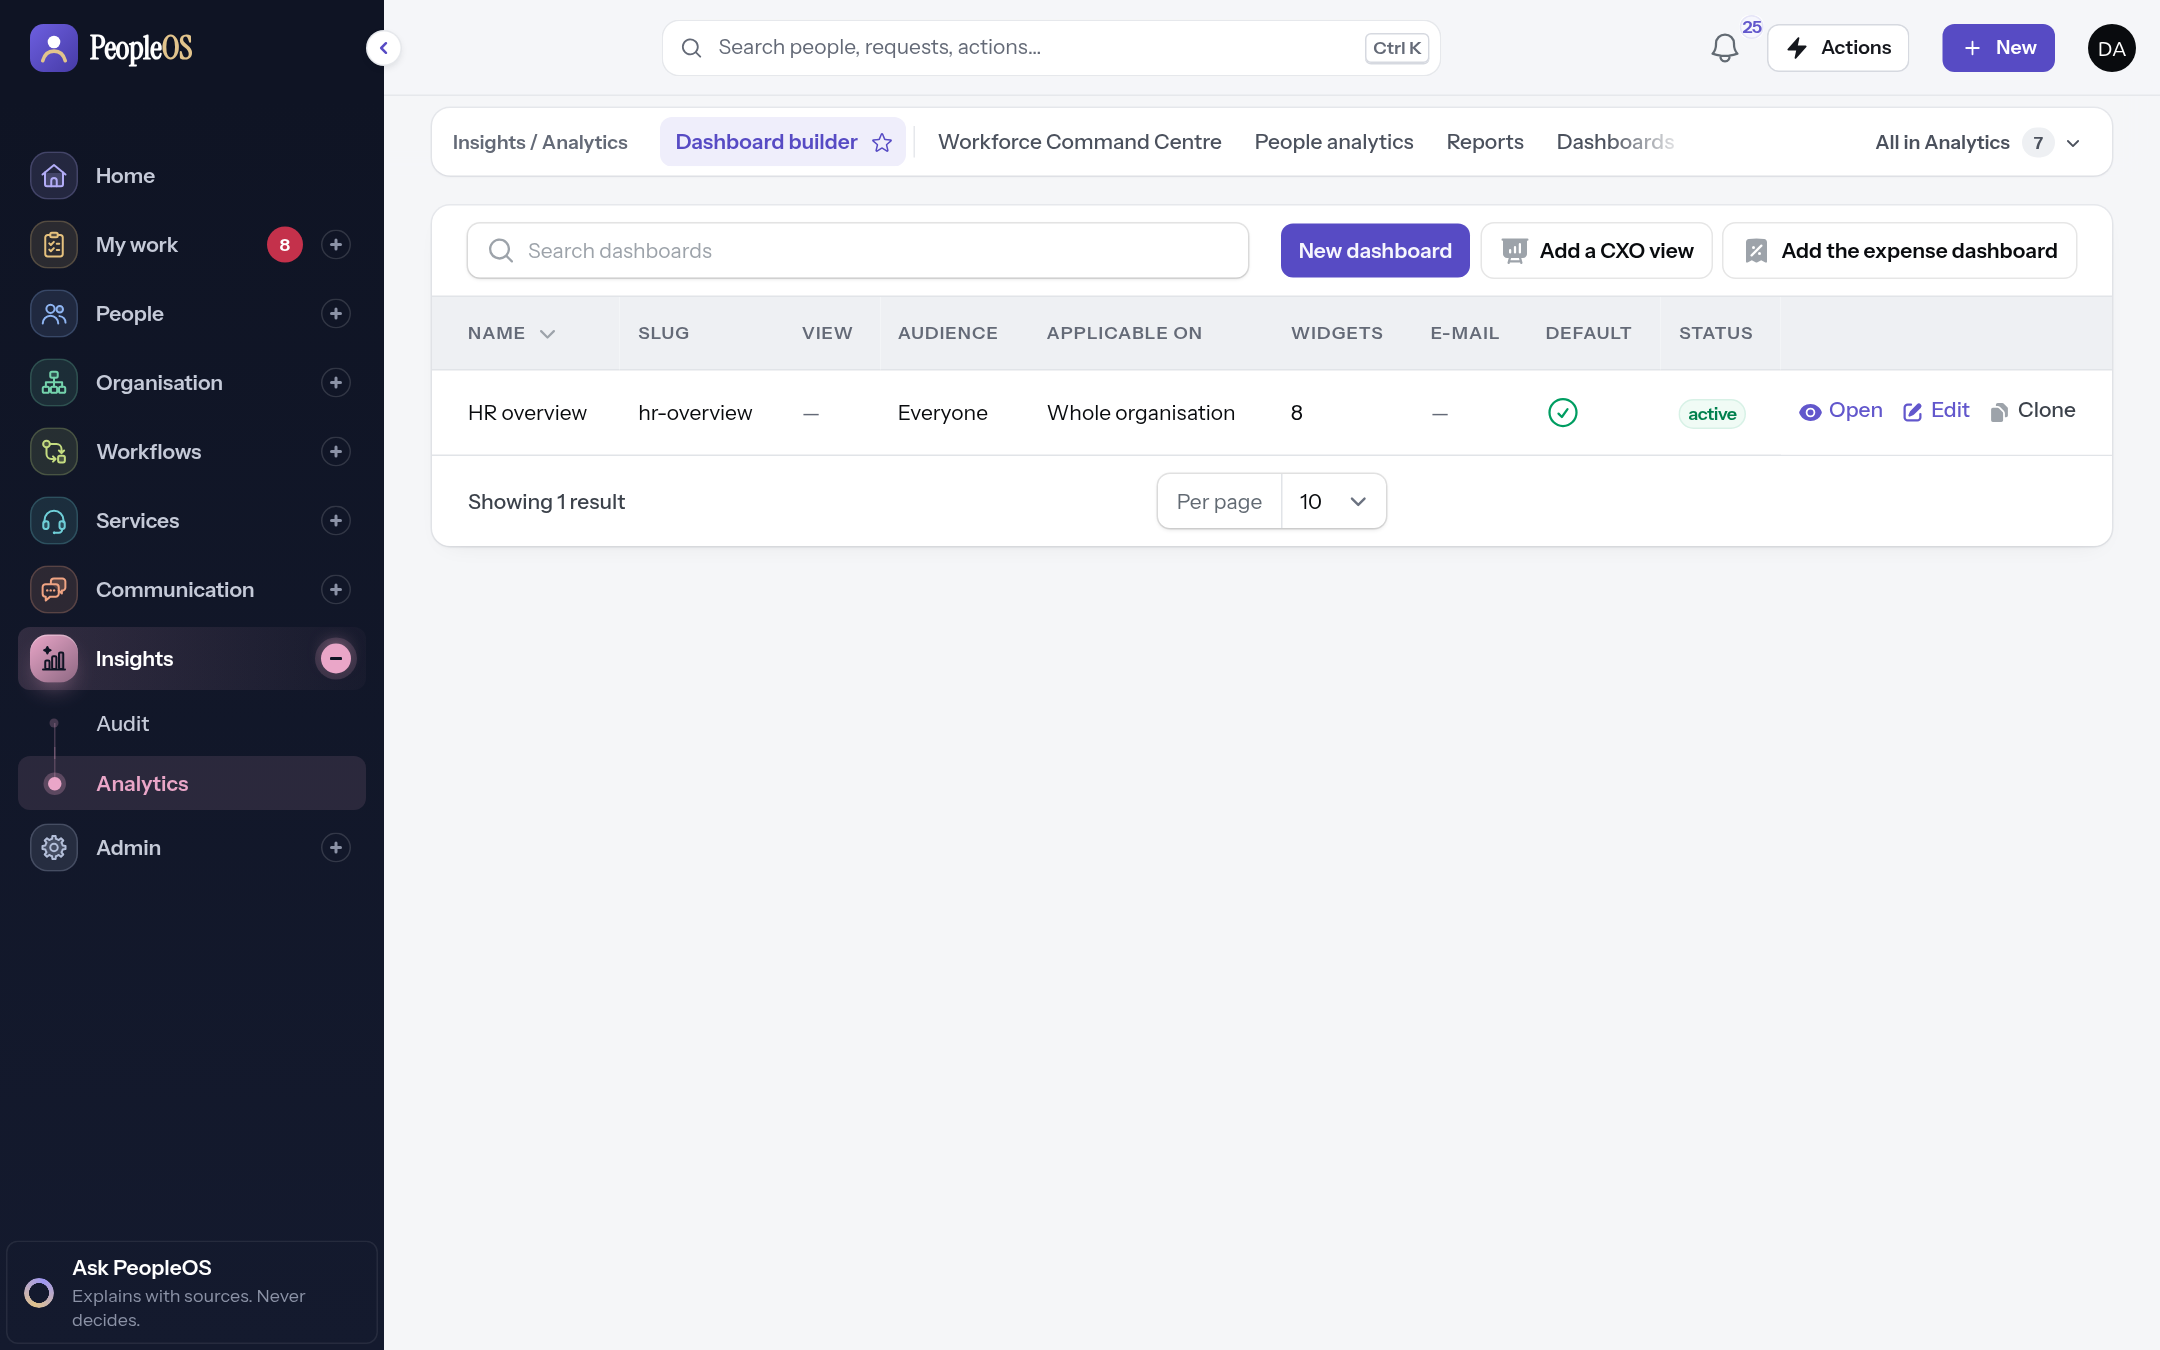 PeopleOS
Home
My work 8
People
Organisation
Workflows
Services
Communication
Insights
Audit
Analytics
Admin
Ask PeopleOS
Explains with sources. Never
decides.
Search people, requests, actions... Ctrl K
25
Actions
New
DA
Insights / Analytics
Dashboard builder
Workforce Command Centre
People analytics
Reports
Dashboards
All in Analytics 7
Search dashboards
New dashboard
Add a CXO view
Add the expense dashboard
NAME SLUG VIEW AUDIENCE APPLICABLE ON WIDGETS E-MAIL DEFAULT STATUS
HR overview hr-overview — Everyone Whole organisation 8 — active Open Edit Clone
Showing 1 result
Per page 10